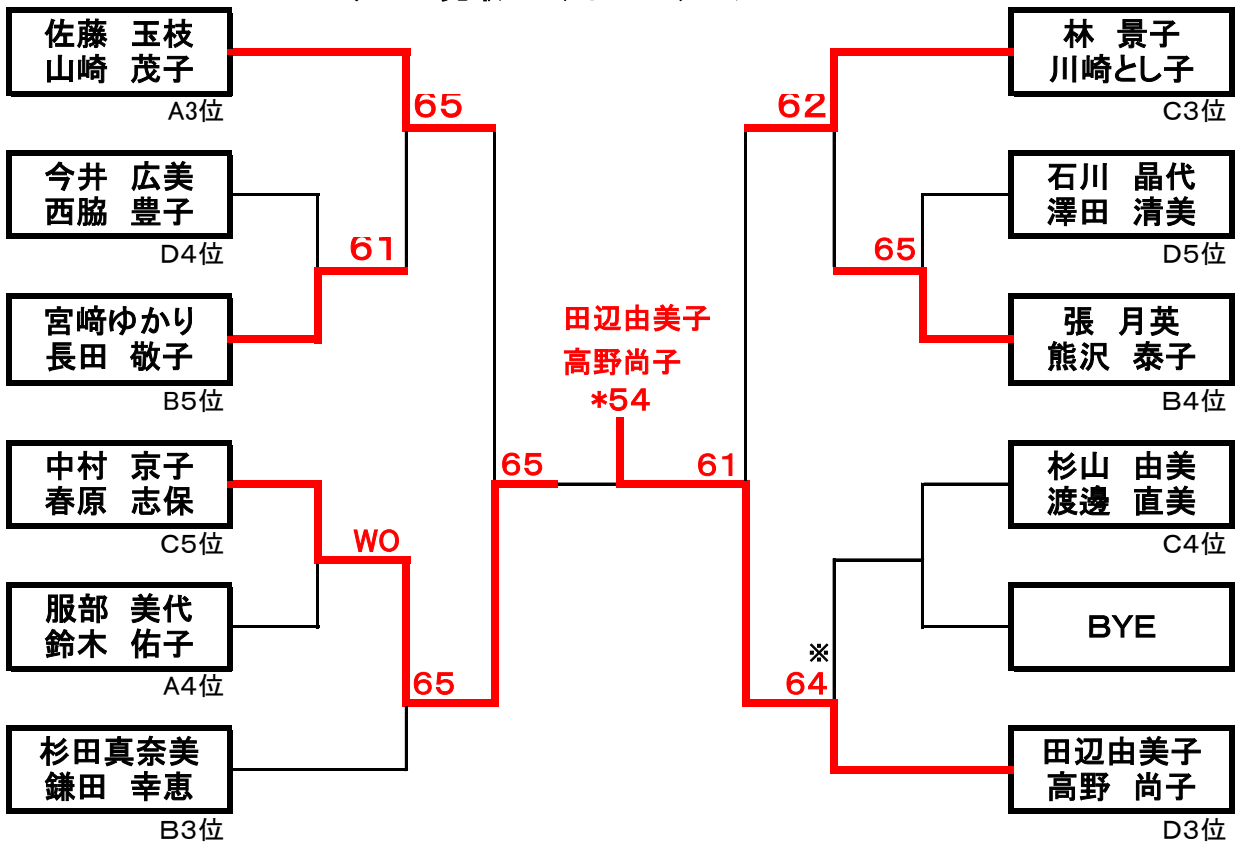 佐藤　玉枝
山崎　茂子
A3位
65
今井　広美
西脇　豊子
D4位
61
宮﨑ゆかり
長田　敬子
B5位
中村　京子
春原　志保
C5位
WO
服部　美代
鈴木　佑子
A4位
65
杉田真奈美
鎌田　幸恵
B3位
65
田辺由美子
高野尚子
*54
61
林　景子
川崎とし子
C3位
62
石川　晶代
澤田　清美
D5位
65
張　月英
熊沢　泰子
B4位
杉山　由美
渡邊　直美
C4位
BYE
※
64
田辺由美子
高野　尚子
D3位